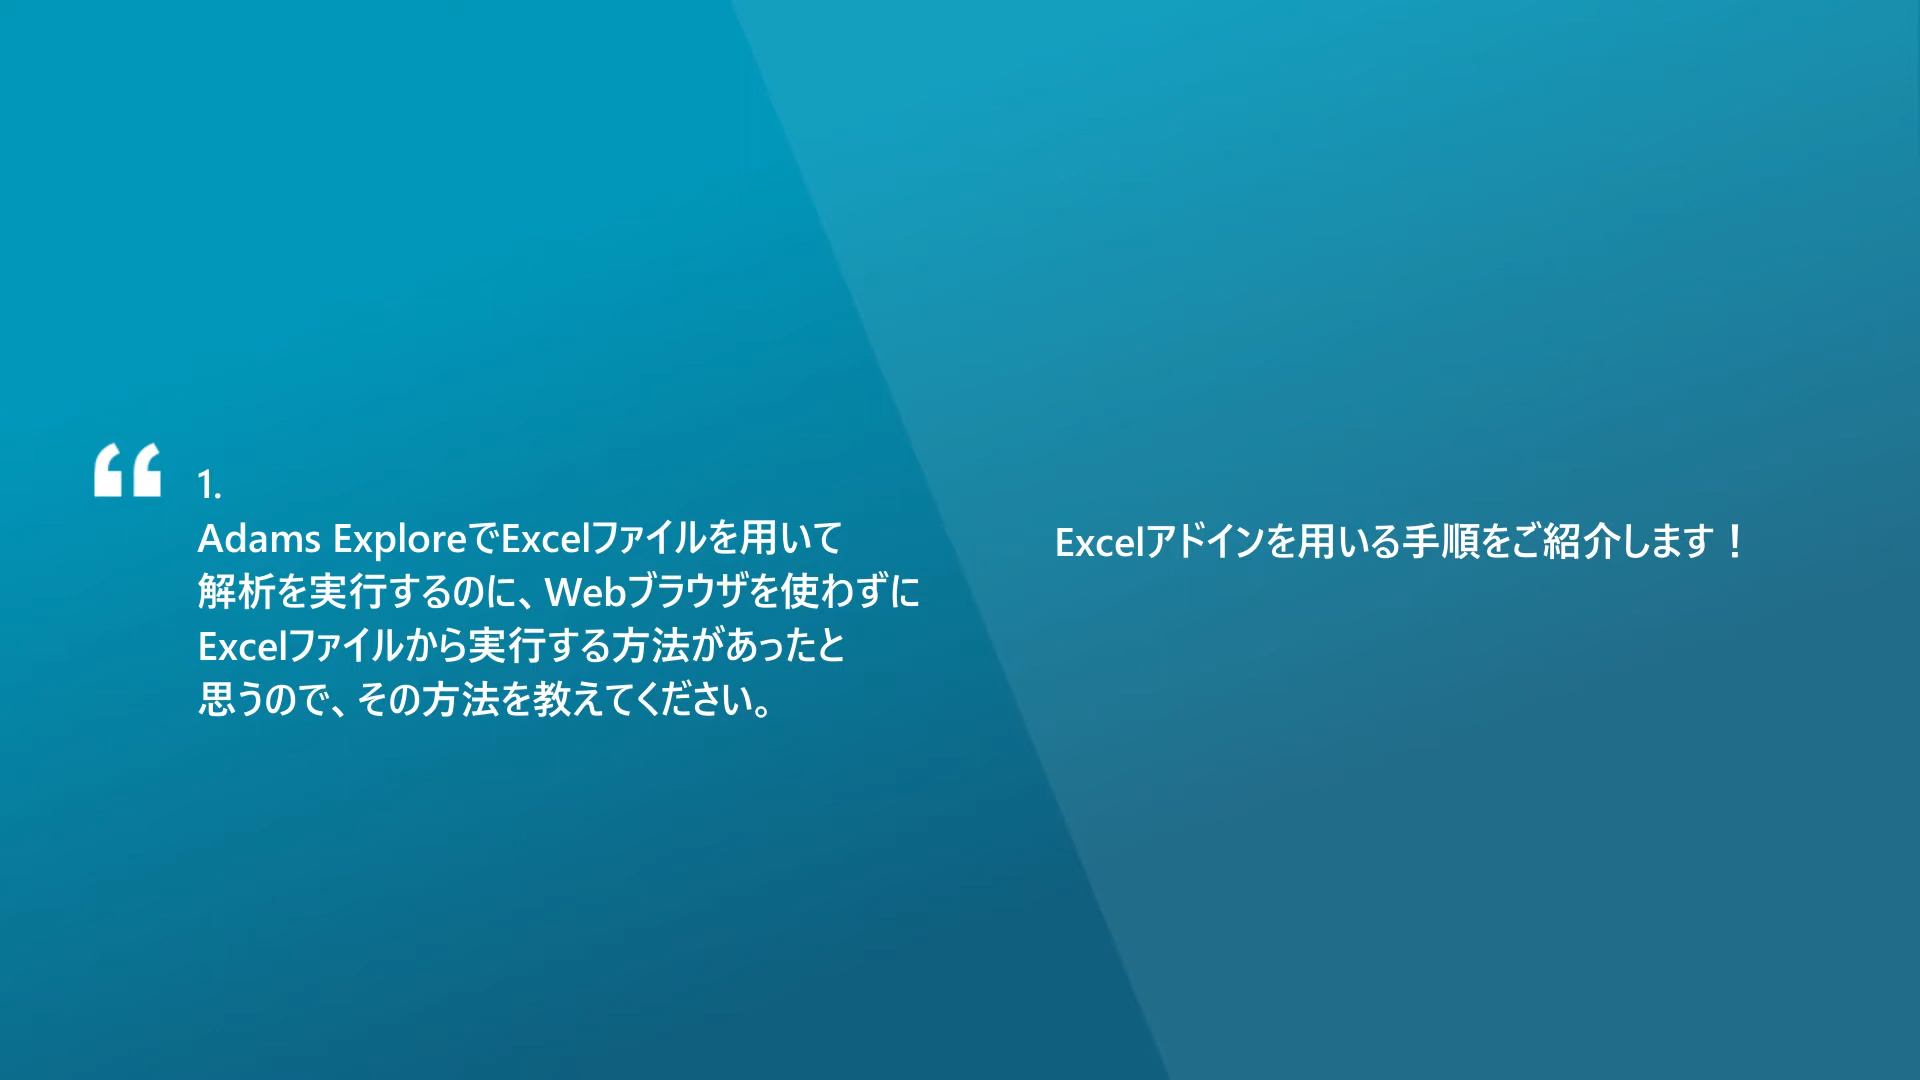 “
1.
Adams ExploreでExcelファイルを用いて
解析を実行するのに、Webブラウザを使わずに
Excelファイルから実行する方法があったと
思うので、その方法を教えてください。
Excelアドインを用いる手順をご紹介します！